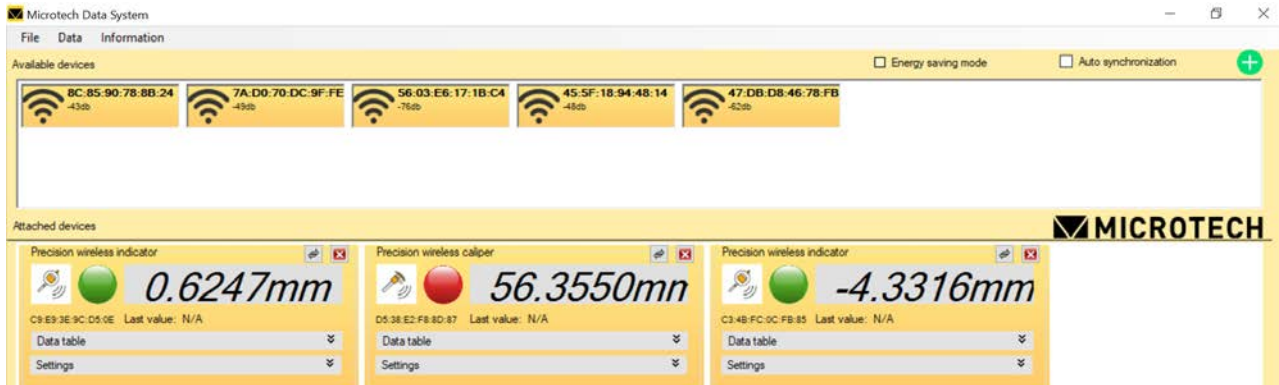 Microtech Data System
File Data Information
Available devices Energy saving mode Auto synchronization
8C:85:90:78:8B:24 7A:D0:70:DC:9F:FE 56:03:E6:17:1B:C4 45:5F:18:94:48:14 47:DB:D8:46:78:FB
-43db -49db -76db -48db -62db
Attached devices MICROTECH
Precision wireless indicator Precision wireless caliper Precision wireless indicator
0.6247mm 56.3550mm -4.3316mm
C9:E9:3E:9C:D5:0E Last value: N/A D5:38:E2:F8:8D:87 Last value: N/A C3:4B:FC:0C:FB:85 Last value: N/A
Data table Data table Data table
Settings Settings Settings